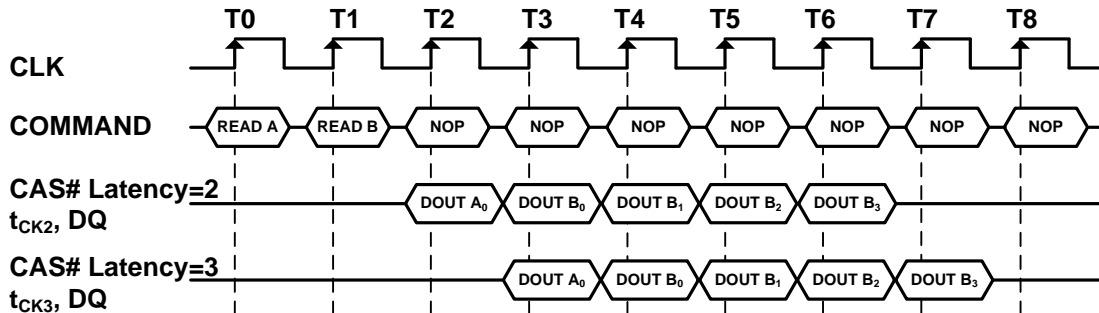 T0 T1 T2 T3 T4 T5 T6 T7 T8
CLK
COMMAND READ A READ B NOP NOP NOP NOP NOP NOP NOP
CAS# Latency=2
tCK2, DQ DOUT A0 DOUT B0 DOUT B1 DOUT B2 DOUT B3
CAS# Latency=3
tCK3, DQ DOUT A0 DOUT B0 DOUT B1 DOUT B2 DOUT B3